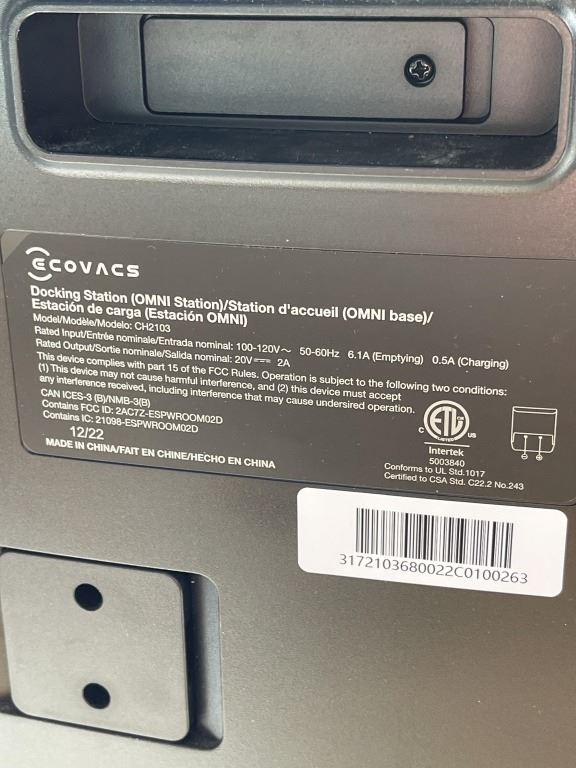 ECOVACS
Docking Station (OMNI Station)/Station d'accueil (OMNI base)/
Estación de carga (Estación OMNI)
Model/Modèle/Modelo: CH2103
Rated Input/Entrée nominale/Entrada nominal: 100-120V～ 50-60Hz 6.1A (Emptying) 0.5A (Charging)
Rated Output/Sortie nominale/Salida nominal: 20V⎓ 2A
This device complies with part 15 of the FCC Rules. Operation is subject to the following two conditions:
(1) This device may not cause harmful interference, and (2) this device must accept
any interference received, including interference that may cause undersired operation.
CAN ICES-3 (B)/NMB-3(B)
Contains FCC ID: 2AC7Z-ESPWROOM02D
Contains IC: 21098-ESPWROOM02D
12/22
MADE IN CHINA/FAIT EN CHINE/HECHO EN CHINA
C ETL US
LISTED
Intertek
5003840
Conforms to UL Std.1017
Certified to CSA Std. C22.2 No.243
3172103680022C0100263